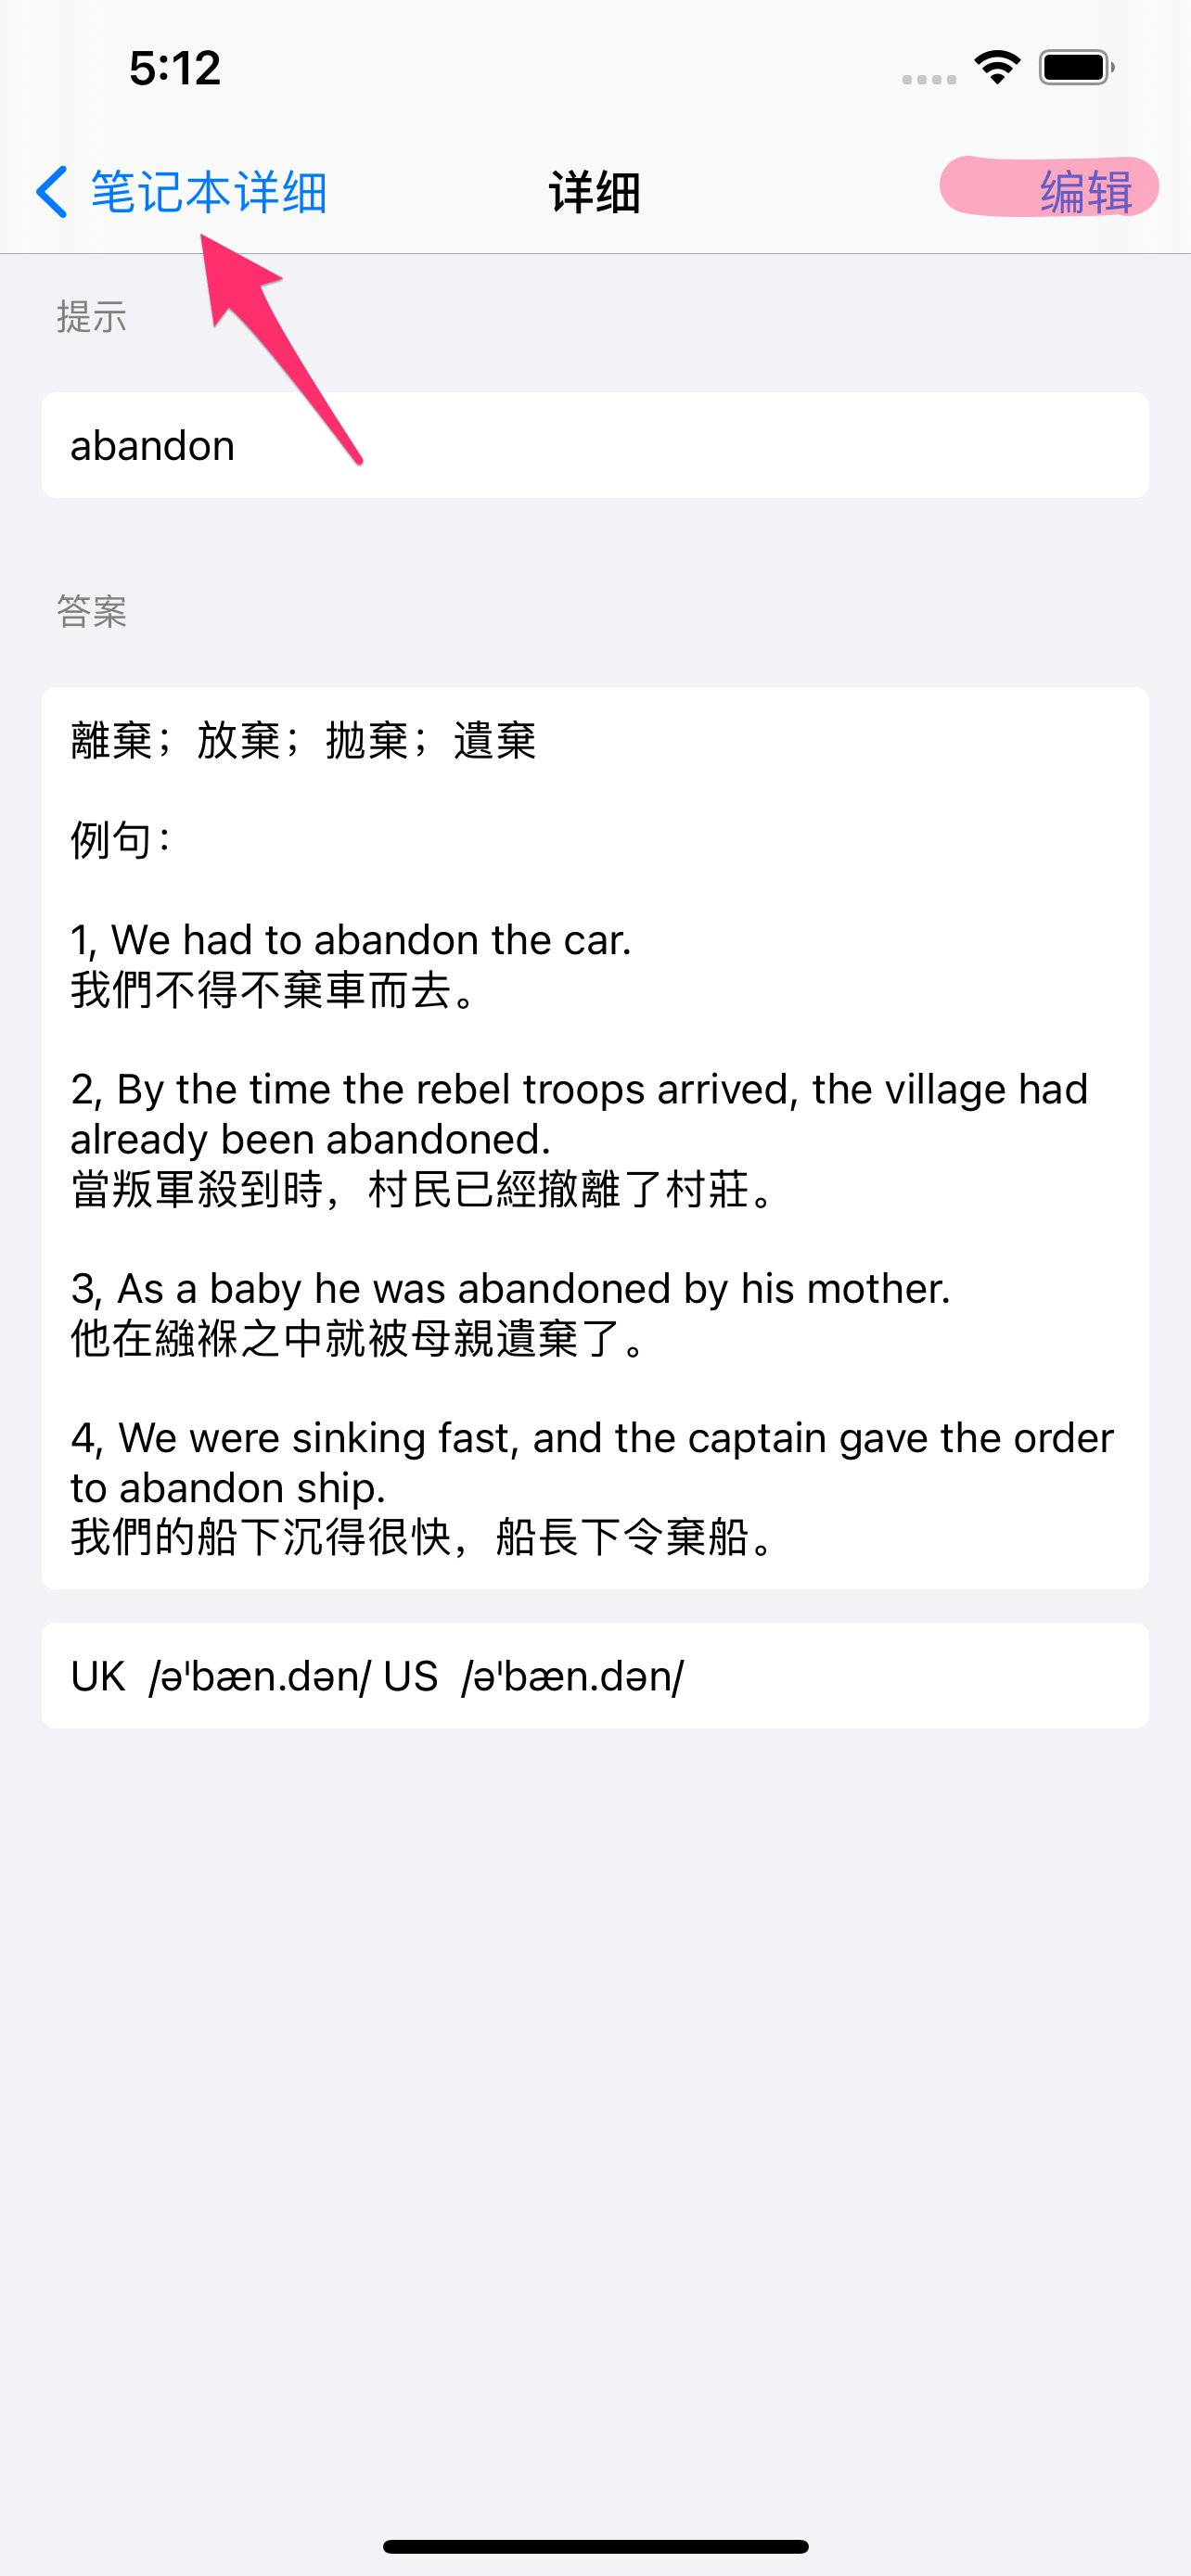 5:12
笔记本详细 详细 编辑
提示
abandon
答案
離棄；放棄；拋棄；遺棄
例句：
1, We had to abandon the car.
我們不得不棄車而去。
2, By the time the rebel troops arrived, the village had
already been abandoned.
當叛軍殺到時，村民已經撤離了村莊。
3, As a baby he was abandoned by his mother.
他在繈褓之中就被母親遺棄了。
4, We were sinking fast, and the captain gave the order
to abandon ship.
我們的船下沉得很快，船長下令棄船。
UK  /əˈbæn.dən/ US  /əˈbæn.dən/